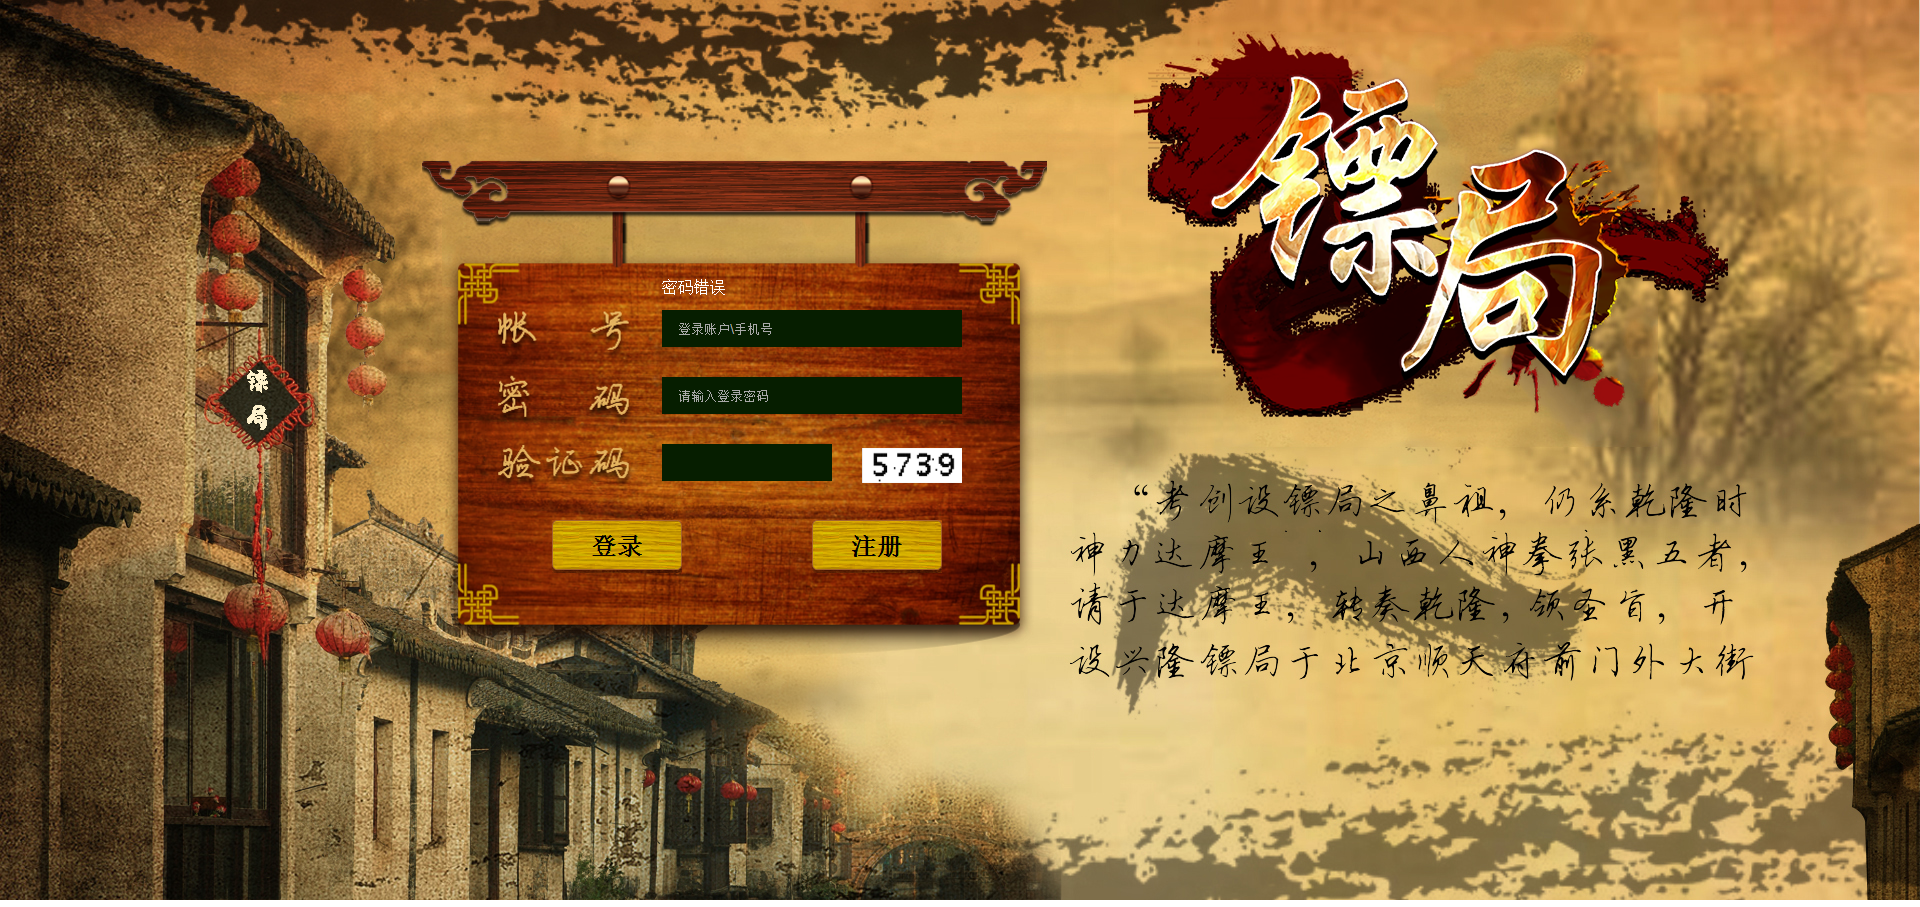 镖局
镖
局
密码错误
帐 号
登录账户\手机号
密 码
请输入登录密码
验证码
5739
登录 注册
“考创设镖局之鼻祖，仍系乾隆时
神力达摩王 ，山西人神拳张黑五者，
请于达摩王，转奏乾隆，领圣旨，开
设兴隆镖局于北京顺天府前门外大街